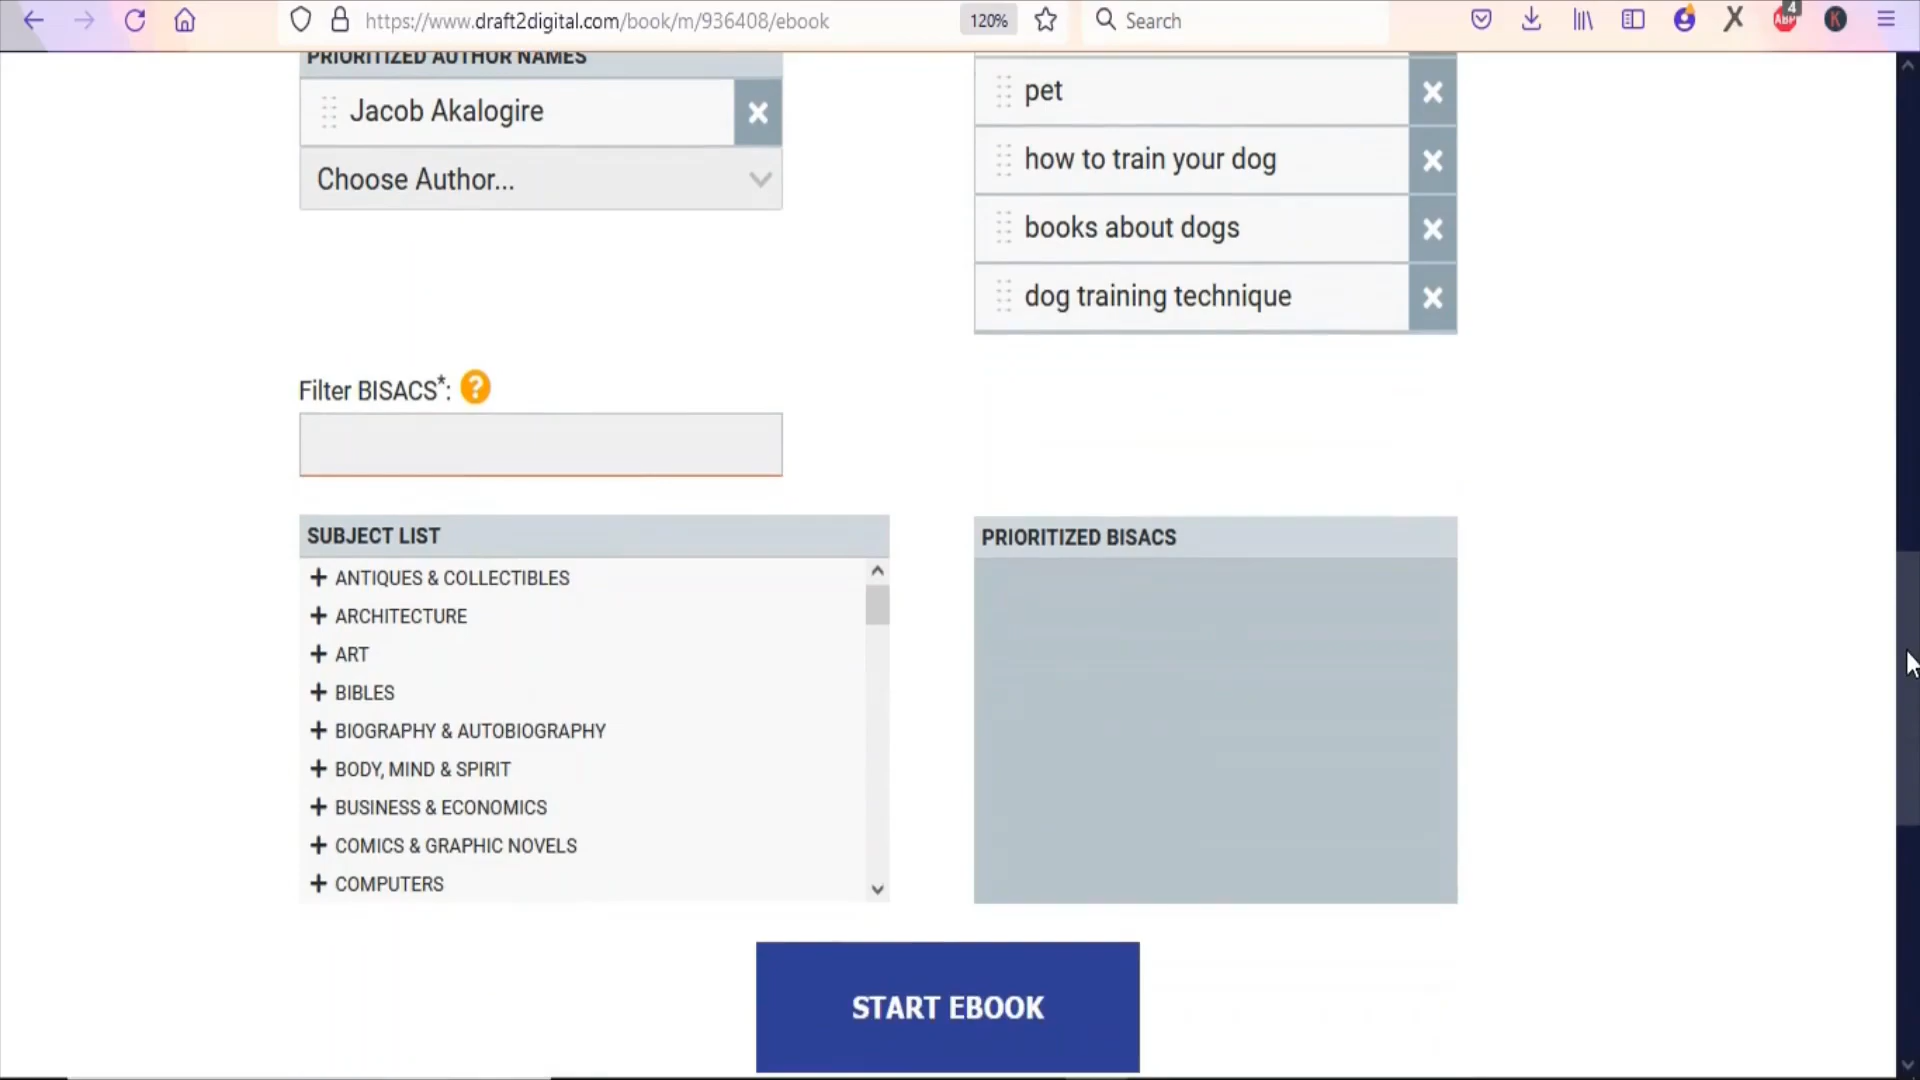 https://www.draft2digital.com/book/m/936408/ebook
120%
Search
4
ABP
K
PRIORITIZED AUTHOR NAMES
Jacob Akalogire
Choose Author...
pet
how to train your dog
books about dogs
dog training technique
Filter BISACS*: ?
SUBJECT LIST
ANTIQUES & COLLECTIBLES
ARCHITECTURE
ART
BIBLES
BIOGRAPHY & AUTOBIOGRAPHY
BODY, MIND & SPIRIT
BUSINESS & ECONOMICS
COMICS & GRAPHIC NOVELS
COMPUTERS
PRIORITIZED BISACS
START EBOOK